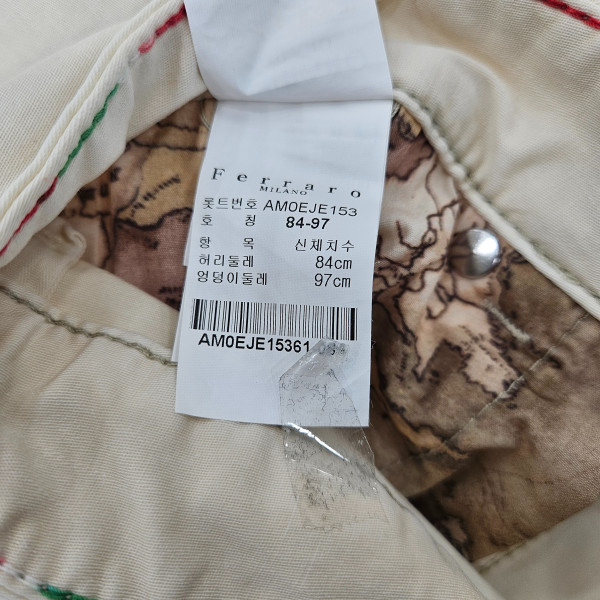 Ferraro
MILANO
롯트번호 AM0EJE153
호 칭 84-97
항 목 신체치수
허리둘레 84cm
엉덩이둘레 97cm
AM0EJE15361